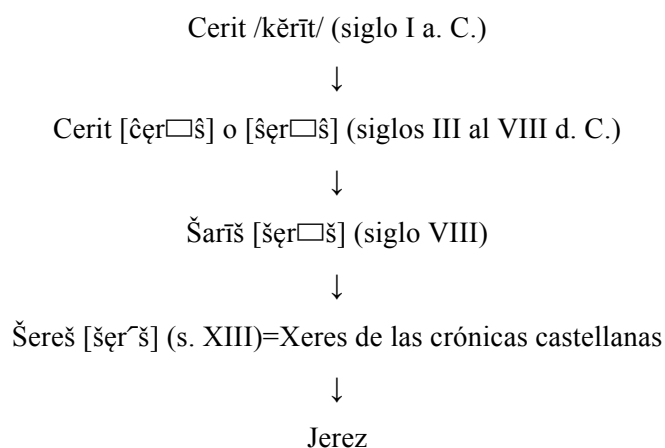 Cerit /kĕrīt/ (siglo I a. C.)
↓
Cerit [ĉęr□ŝ] o [ŝęr□ŝ] (siglos III al VIII d. C.)
↓
Šarīš [šęr□š] (siglo VIII)
↓
Šereš [šęr˜š] (s. XIII)=Xeres de las crónicas castellanas
↓
Jerez